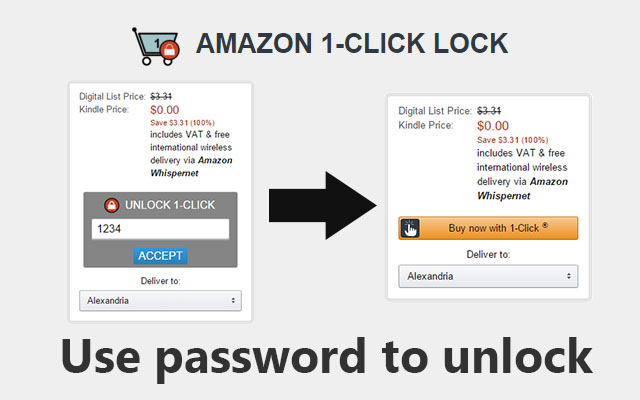 1
AMAZON 1-CLICK LOCK
Digital List Price: $3.31
Kindle Price: $0.00
Save $3.31 (100%)
includes VAT & free
international wireless
delivery via Amazon
Whispernet
UNLOCK 1-CLICK
1234
ACCEPT
Deliver to:
Alexandria
Digital List Price: $3.31
Kindle Price: $0.00
Save $3.31 (100%)
includes VAT & free
international wireless
delivery via Amazon
Whispernet
Buy now with 1-Click ®
Deliver to:
Alexandria
Use password to unlock